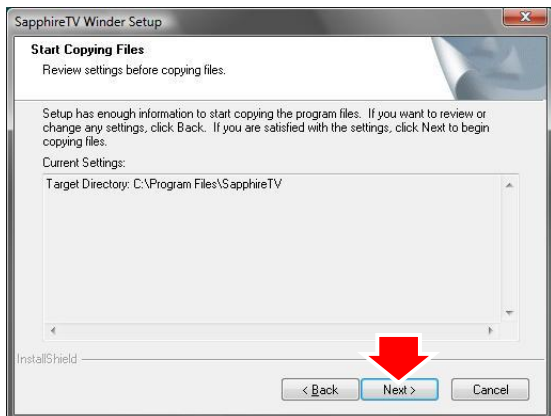 SapphireTV Winder Setup
Start Copying Files
Review settings before copying files.
Setup has enough information to start copying the program files. If you want to review or
change any settings, click Back. If you are satisfied with the settings, click Next to begin
copying files.
Current Settings:
Target Directory: C:\Program Files\SapphireTV
InstallShield
< Back
Next >
Cancel